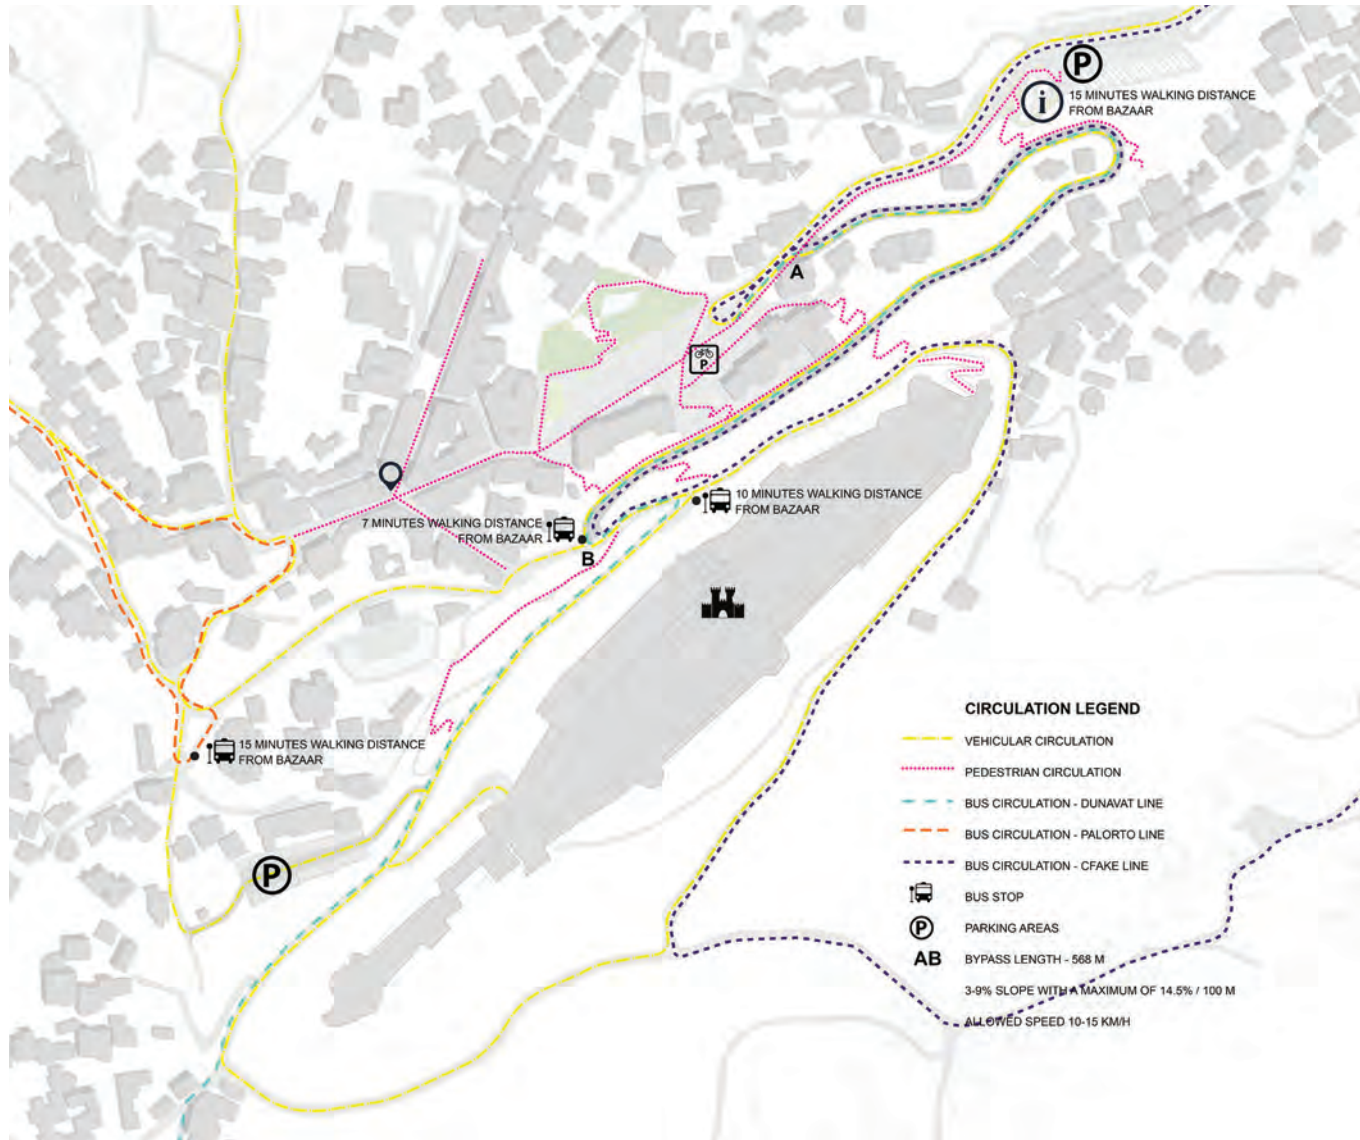 P
i
15 MINUTES WALKING DISTANCE
FROM BAZAAR
A
P
10 MINUTES WALKING DISTANCE
FROM BAZAAR
7 MINUTES WALKING DISTANCE
FROM BAZAAR
B
15 MINUTES WALKING DISTANCE
FROM BAZAAR
P
CIRCULATION LEGEND
VEHICULAR CIRCULATION
PEDESTRIAN CIRCULATION
BUS CIRCULATION - DUNAVAT LINE
BUS CIRCULATION - PALORTO LINE
BUS CIRCULATION - CFAKE LINE
BUS STOP
P PARKING AREAS
AB BYPASS LENGTH - 568 M
3-9% SLOPE WITH A MAXIMUM OF 14.5% / 100 M
ALLOWED SPEED 10-15 KM/H